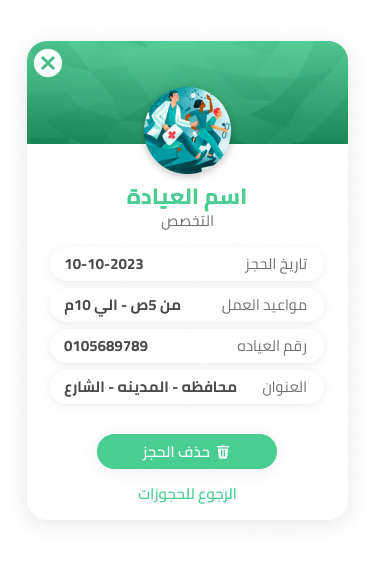 اسم العيادة
التخصص
تاريخ الحجز 10-10-2023
مواعيد العمل من 5ص - الي 10م
رقم العياده 0105689789
العنوان محافظه - المدينه - الشارع
حذف الحجز
الرجوع للحجوزات